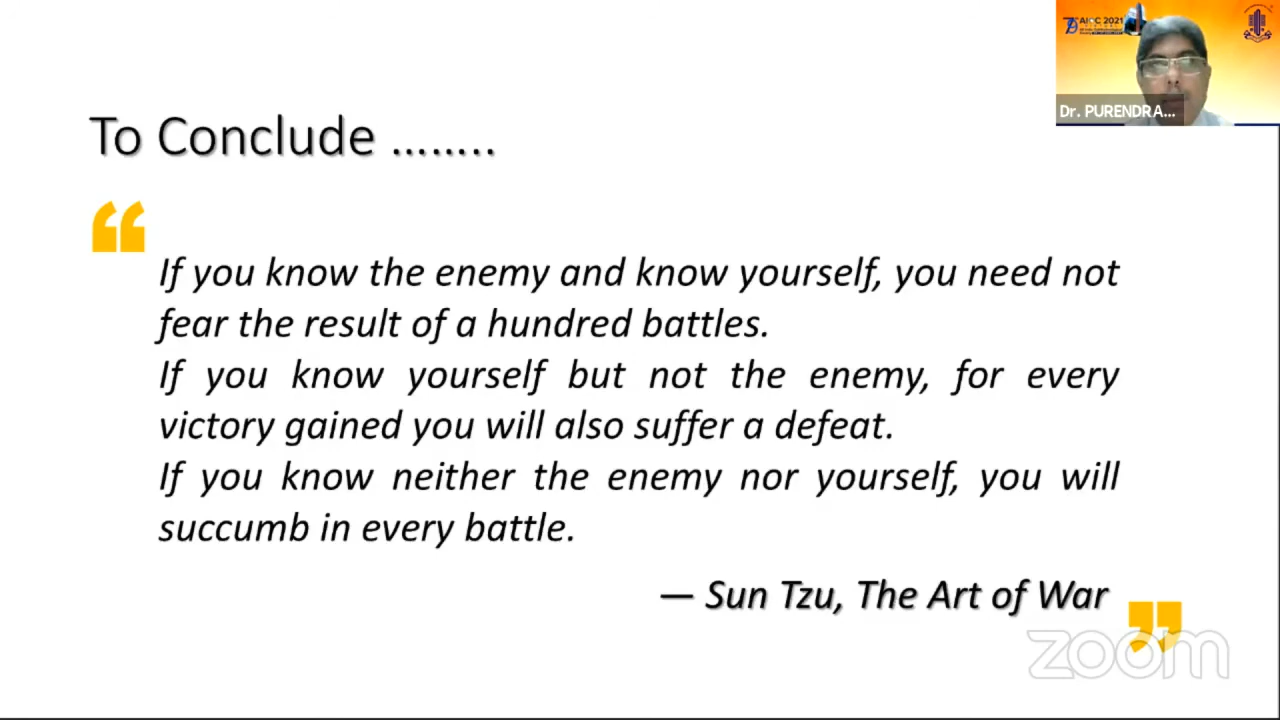 79 AIOC 2021
Dr. PURENDRA...
To Conclude ……..
“
If you know the enemy and know yourself, you need not
fear the result of a hundred battles.
If you know yourself but not the enemy, for every
victory gained you will also suffer a defeat.
If you know neither the enemy nor yourself, you will
succumb in every battle.
— Sun Tzu, The Art of War
”
zoom